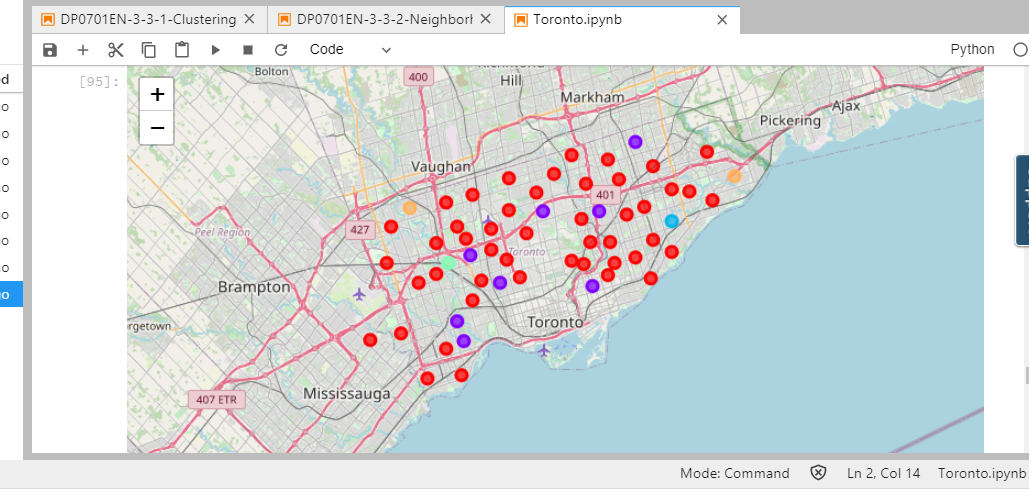 DP0701EN-3-3-1-Clustering
DP0701EN-3-3-2-Neighborh
Toronto.ipynb
Code
Python
[95]:
+
−
Bolton
400
Hill
Markham
Ajax
Pickering
Vaughan
401
427
Peel Region
Toronto
Brampton
Toronto
rgetown
Mississauga
407 ETR
Mode: Command
Ln 2, Col 14
Toronto.ipynb